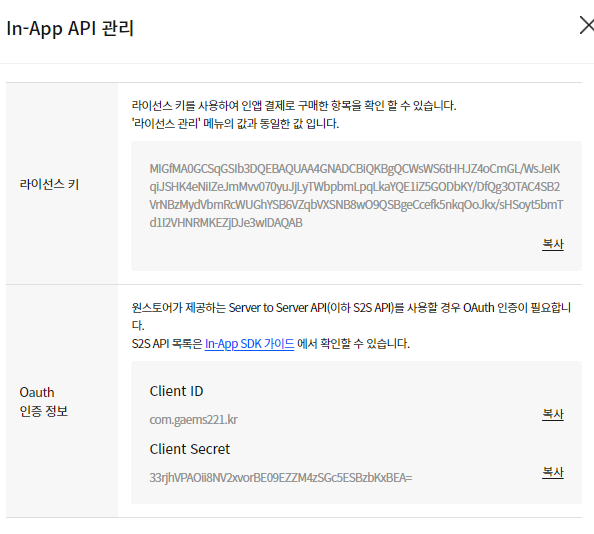 In-App API 관리
라이선스 키를 사용하여 인앱 결제로 구매한 항목을 확인 할 수 있습니다.
'라이선스 관리' 메뉴의 값과 동일한 값 입니다.
라이선스 키
MIGfMA0GCSqGSIb3DQEBAQUAA4GNADCBiQKBgQCWsWS6tHHJZ4oCmGL/WsJeIK
qiJSHK4eNiIZeJmMvv070yuJjLyTWbpbmLpqLkaYQE1iZ5GODbKY/DfQg3OTAC4SB2
VrNBzMydVbmRcWUGhYSB6VZqbVXSNB8wO9QSBgeCcefk5nkqOoJkx/sHSoyt5bmT
d1I2VHNRMKEZjDJe3wIDAQAB
복사
원스토어가 제공하는 Server to Server API(이하 S2S API)를 사용할 경우 OAuth 인증이 필요합니
다.
S2S API 목록은 In-App SDK 가이드 에서 확인할 수 있습니다.
Oauth
인증 정보
Client ID
com.gaems221.kr
복사
Client Secret
33rjhVPAOii8NV2xvorBE09EZZM4zSGc5ESBzbKxBEA=
복사